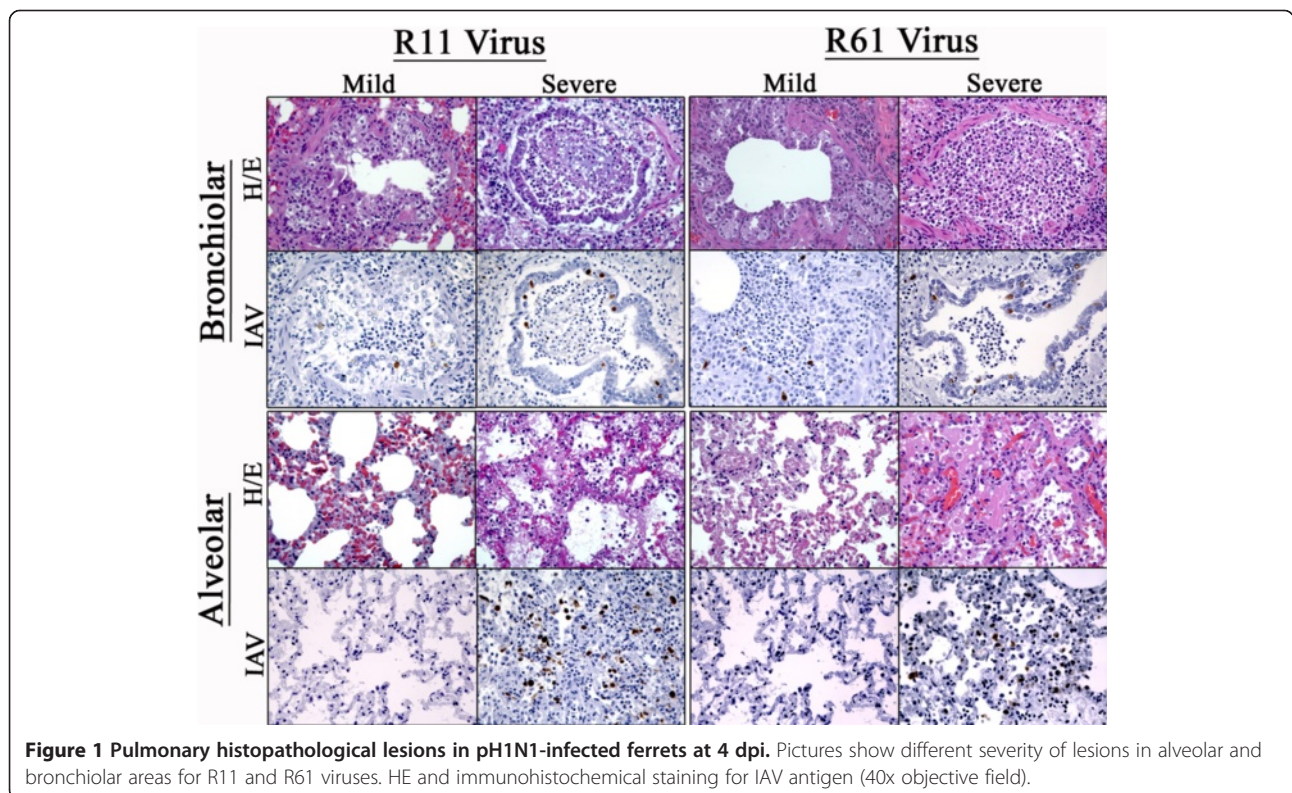 R11 Virus
R61 Virus
Mild
Severe
Mild
Severe
Bronchiolar
H/E
IAV
Alveolar
H/E
IAV
Figure 1 Pulmonary histopathological lesions in pH1N1-infected ferrets at 4 dpi. Pictures show different severity of lesions in alveolar and
bronchiolar areas for R11 and R61 viruses. HE and immunohistochemical staining for IAV antigen (40x objective field).